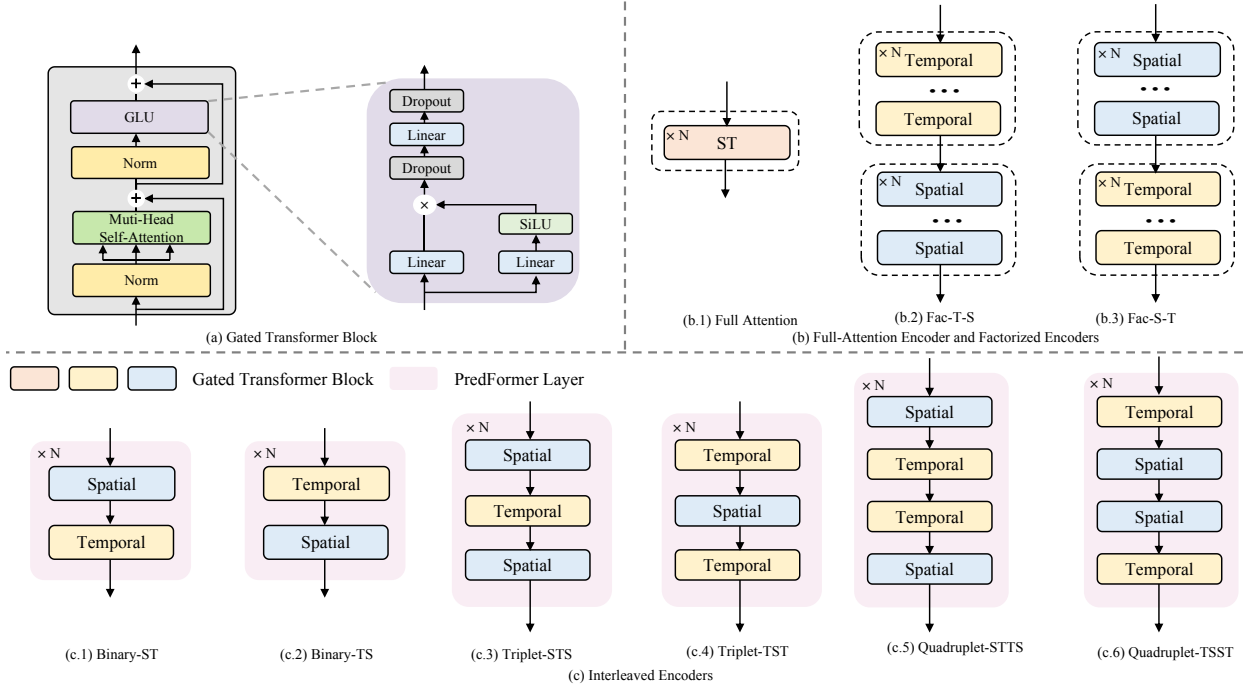 GLU
Norm
Muti-Head
Self-Attention
Norm
Dropout
Linear
Dropout
×
SiLU
Linear
Linear
(a) Gated Transformer Block
× N
ST
(b.1) Full Attention
× N
Temporal
• • •
Temporal
× N
Spatial
• • •
Spatial
(b.2) Fac-T-S
× N
Spatial
• • •
Spatial
× N
Temporal
• • •
Temporal
(b.3) Fac-S-T
(b) Full-Attention Encoder and Factorized Encoders
Gated Transformer Block
PredFormer Layer
× N
Spatial
Temporal
(c.1) Binary-ST
× N
Temporal
Spatial
(c.2) Binary-TS
× N
Spatial
Temporal
Spatial
(c.3) Triplet-STS
× N
Temporal
Spatial
Temporal
(c.4) Triplet-TST
× N
Spatial
Temporal
Temporal
Spatial
(c.5) Quadruplet-STTS
× N
Temporal
Spatial
Spatial
Temporal
(c.6) Quadruplet-TSST
(c) Interleaved Encoders